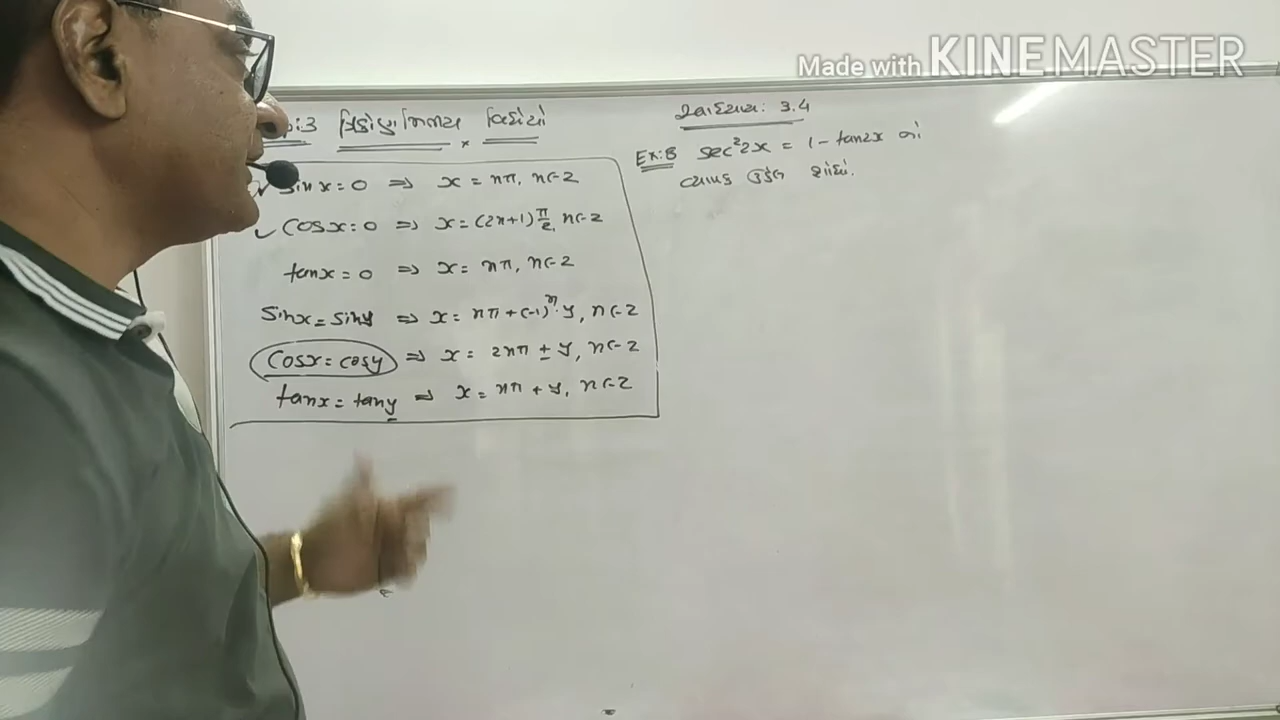 Made with KINEMASTER
:3 ત્રિકોણમિતિય વિધેયો
sinx = 0 ⇒ x = nπ, n∈Z
cosx = 0 ⇒ x = (2n+1) π/2, n∈Z
tanx = 0 ⇒ x = nπ, n∈Z
sinx = siny ⇒ x = nπ + (-1)ⁿ·y, n∈Z
cosx = cosy ⇒ x = 2nπ ± y, n∈Z
tanx = tany ⇒ x = nπ + y, n∈Z
સ્વાધ્યાય: 3.4
Ex:8 sec²2x = 1 - tan2x નો
વ્યાપક ઉકેલ શોધો.